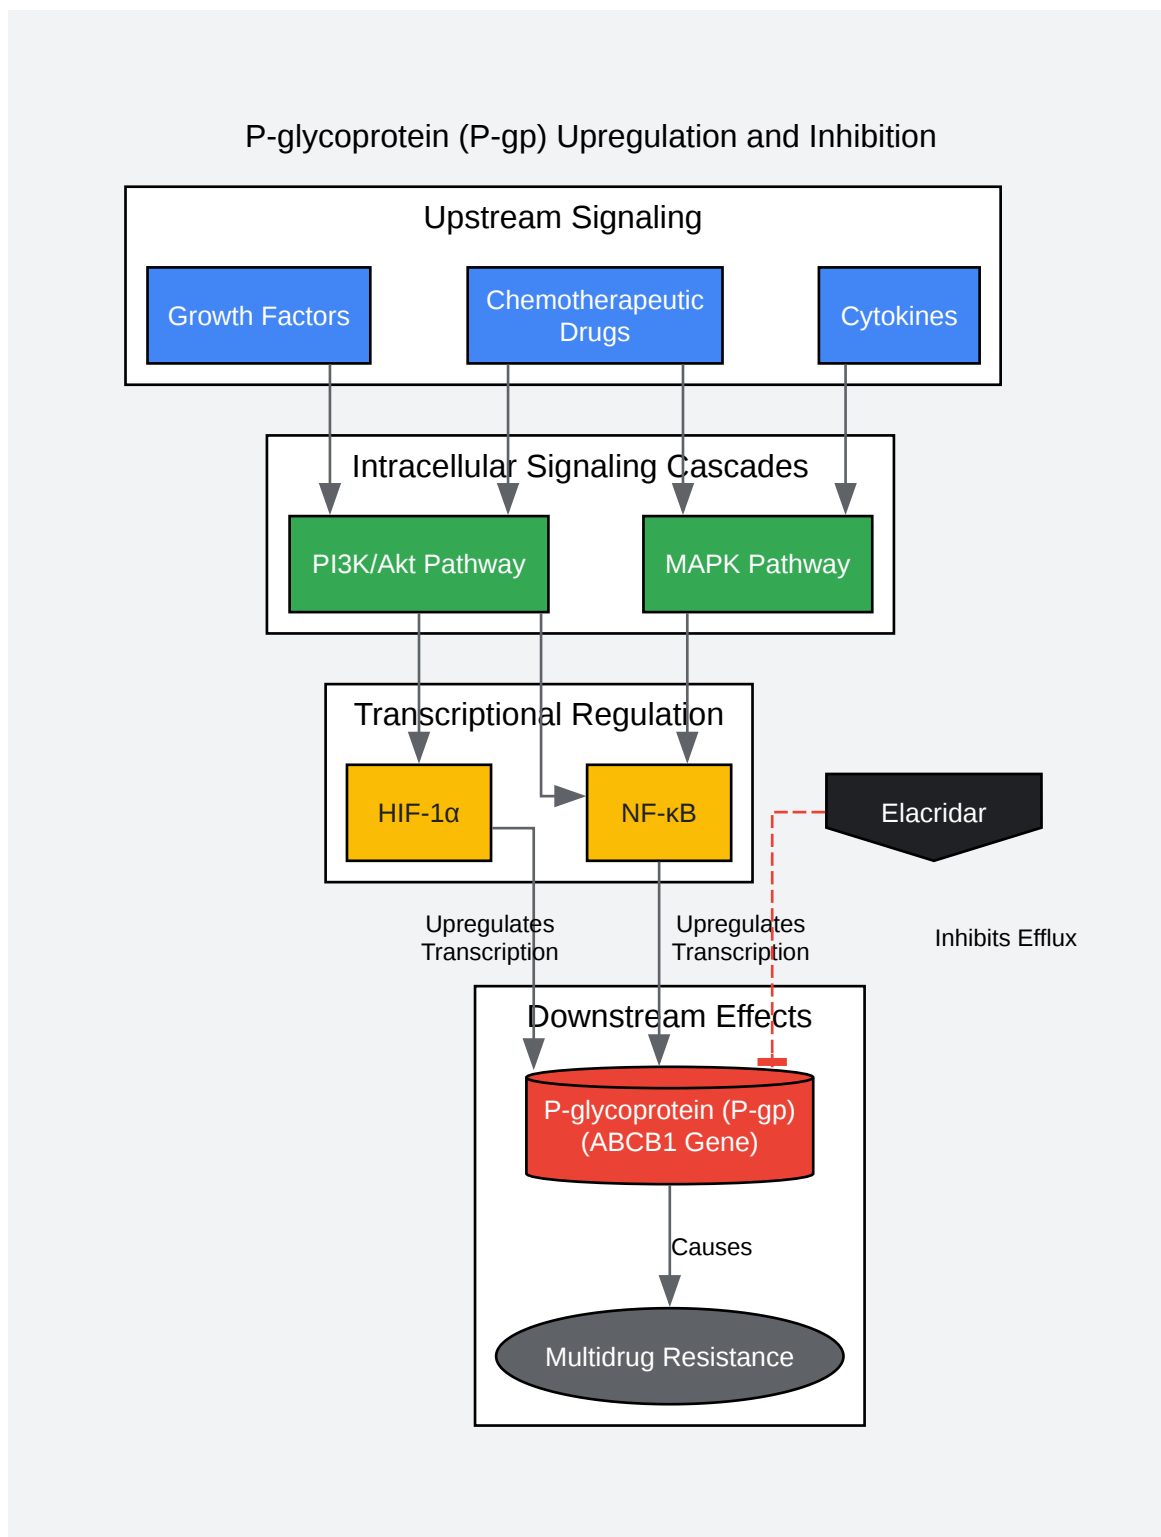 P-glycoprotein (P-gp) Upregulation and Inhibition
Upstream Signaling
Growth Factors
Chemotherapeutic
Drugs
Cytokines
Intracellular Signaling Cascades
PI3K/Akt Pathway
MAPK Pathway
Transcriptional Regulation
HIF-1α
NF-κB
Elacridar
Upregulates
Transcription
Upregulates
Transcription
Inhibits Efflux
Downstream Effects
P-glycoprotein (P-gp)
(ABCB1 Gene)
Causes
Multidrug Resistance